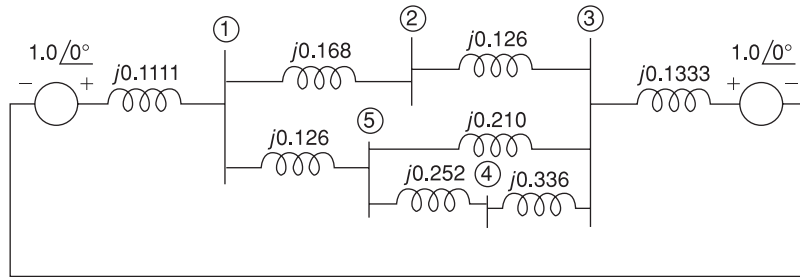 ① ② ③
1.0/0° j0.168 j0.126 1.0/0°
− + j0.1111 j0.1333 + −
⑤
j0.126 j0.210
j0.252 ④ j0.336